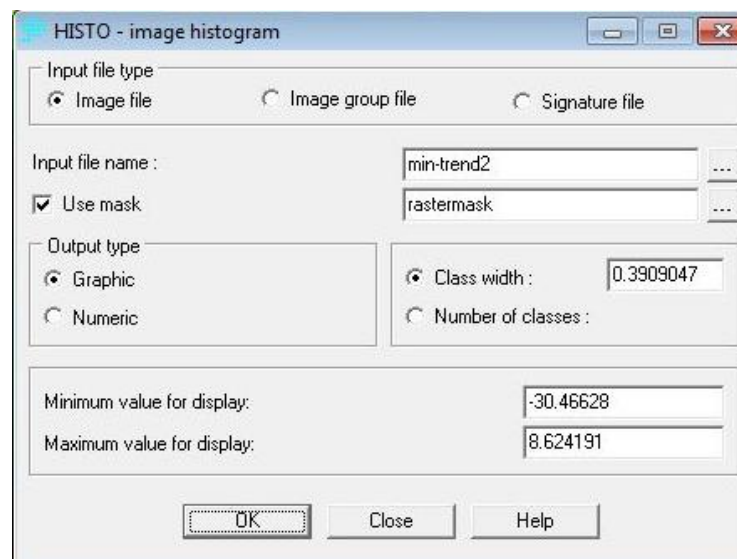 HISTO - image histogram
Input file type
Image file
Image group file
Signature file
Input file name :
min-trend2
...
Use mask
rastermask
...
Output type
Graphic
Numeric
Class width :
0.3909047
Number of classes :
Minimum value for display:
-30.46628
Maximum value for display:
8.624191
OK
Close
Help